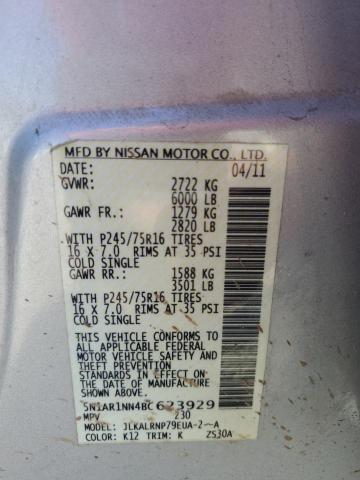 MFD BY NISSAN MOTOR CO., LTD.
DATE: 04/11
GVWR: 2722 KG
6000 LB
GAWR FR.: 1279 KG
2820 LB
WITH P245/75R16 TIRES
16 X 7.0 RIMS AT 35 PSI
COLD SINGLE
GAWR RR.: 1588 KG
3501 LB
WITH P245/75R16 TIRES
16 X 7.0 RIMS AT 35 PSI
COLD SINGLE
THIS VEHICLE CONFORMS TO
ALL APPLICABLE FEDERAL
MOTOR VEHICLE SAFETY
STANDARDS IN EFFECT ON
THE DATE OF MANUFACTURE
SHOWN ABOVE.
5N1AR1NN4BC623929
MPV 230
MODEL: JLKALRNP79EUA-2--A
COLOR: K12 TRIM: K ZS30A